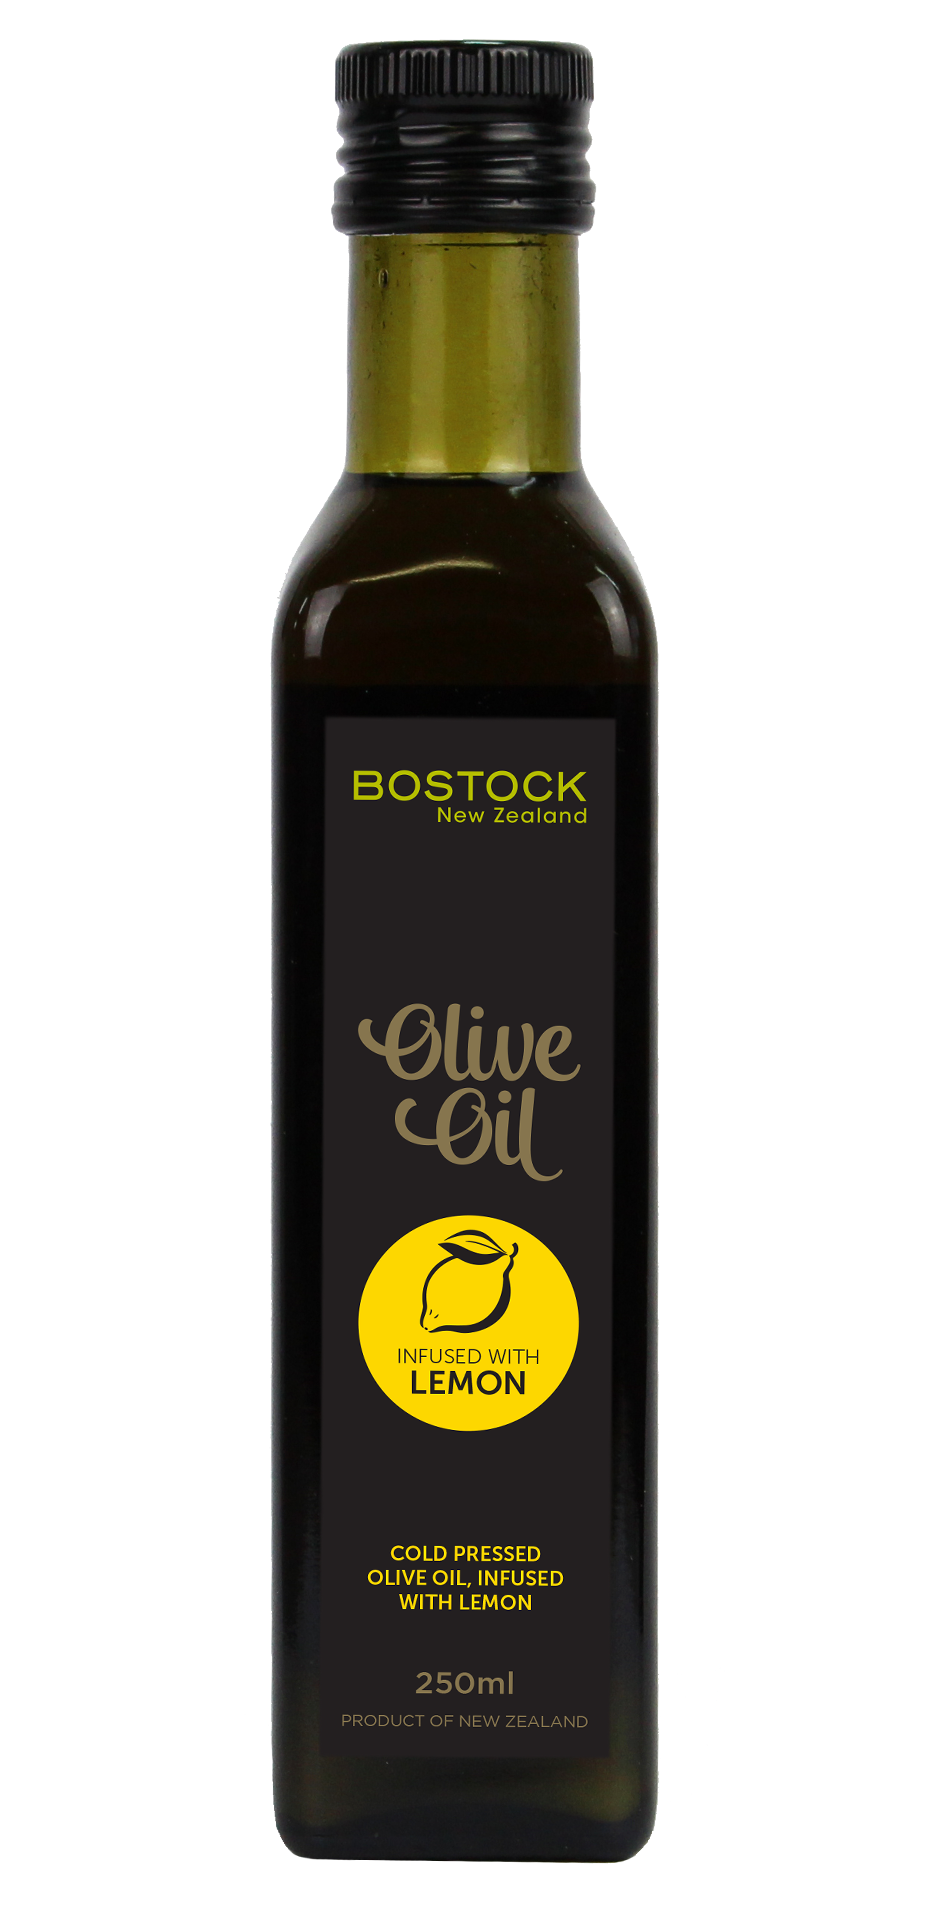 BOSTOCK
New Zealand
Olive
Oil
INFUSED WITH
LEMON
COLD PRESSED
OLIVE OIL, INFUSED
WITH LEMON
250ml
PRODUCT OF NEW ZEALAND